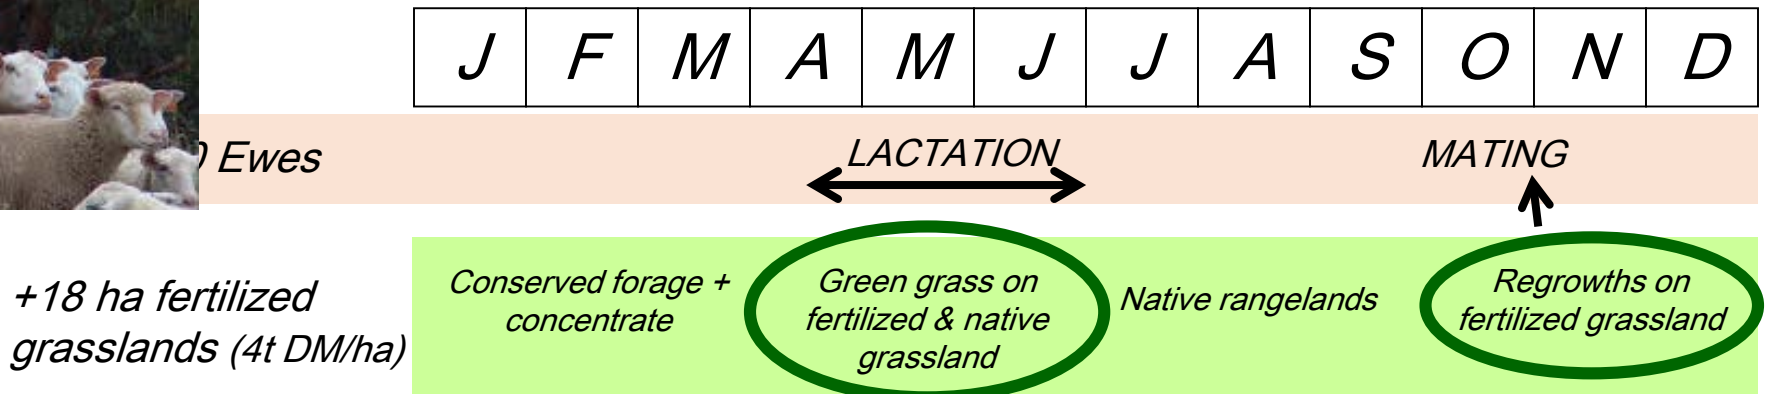 J F M A M J J A S O N D
Ewes
LACTATION
MATING
+18 ha fertilized
grasslands (4t DM/ha)
Conserved forage +
concentrate
Green grass on
fertilized & native
grassland
Native rangelands
Regrowths on
fertilized grassland